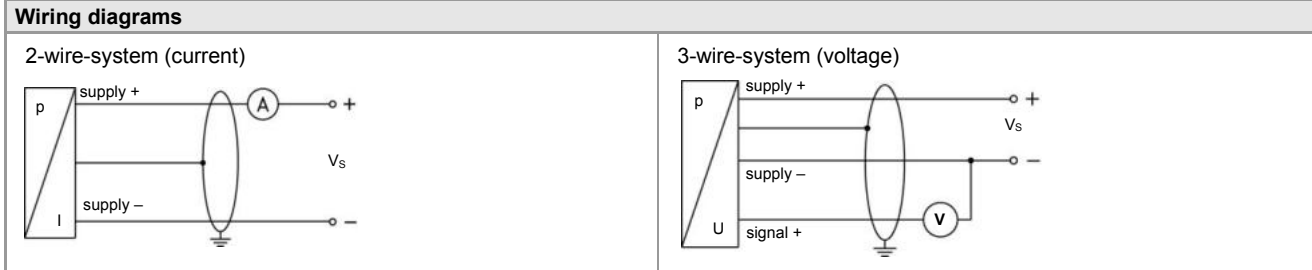 Wiring diagrams
2-wire-system (current)
p
supply +
A
+
VS
supply –
I
–
3-wire-system (voltage)
supply +
p
+
VS
–
supply –
V
U
signal +